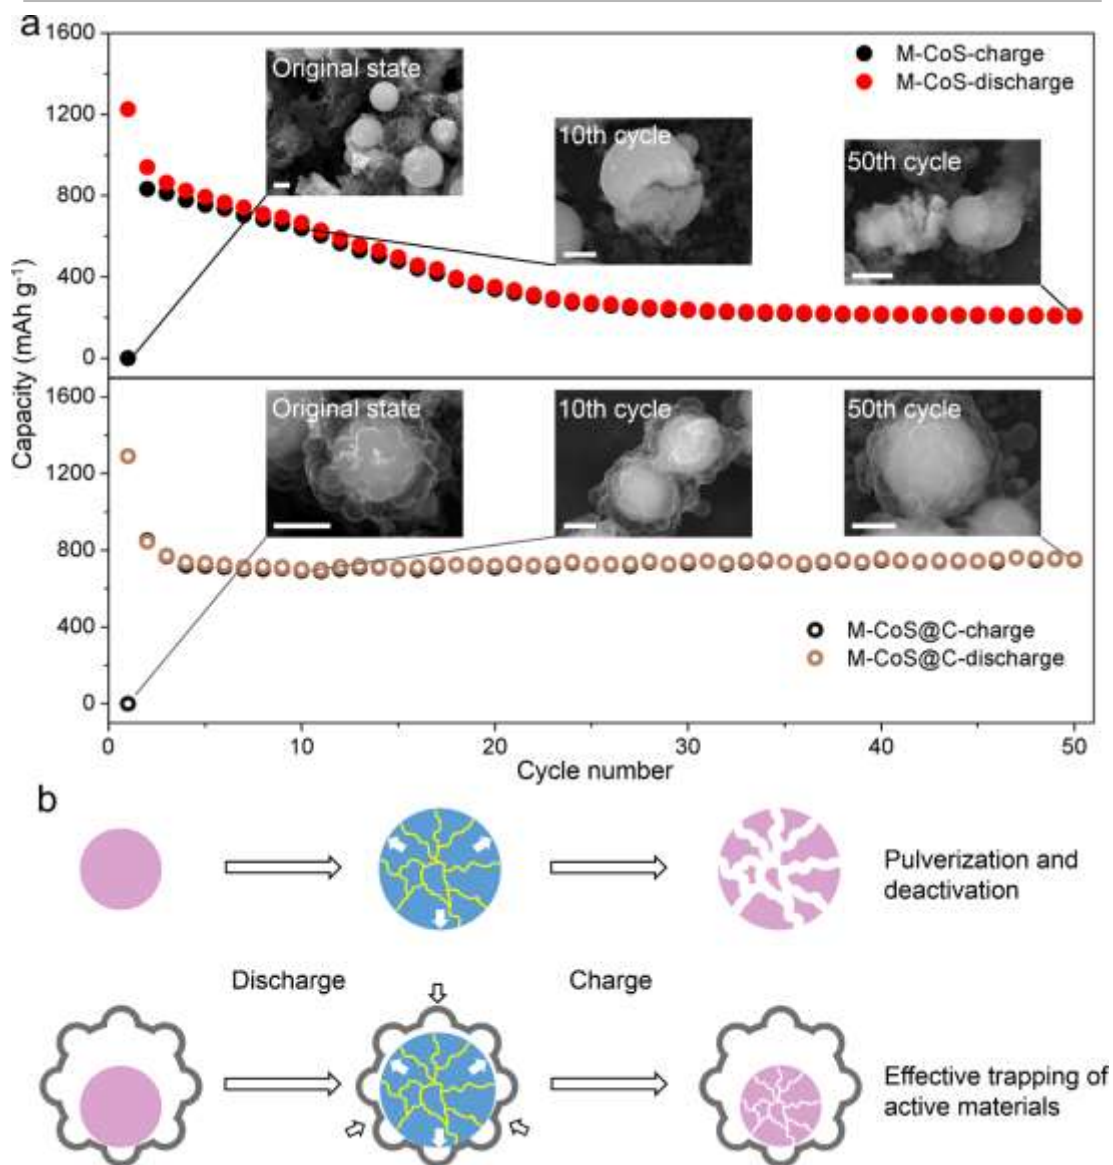 a
1600
1200
800
400
0
Original state
10th cycle
50th cycle
M-CoS-charge
M-CoS-discharge
Capacity (mAh g⁻¹)
1600
1200
800
400
0
Original state
10th cycle
50th cycle
M-CoS@C-charge
M-CoS@C-discharge
0
10
20
30
40
50
Cycle number
b
Pulverization and
deactivation
Discharge
Charge
Effective trapping of
active materials